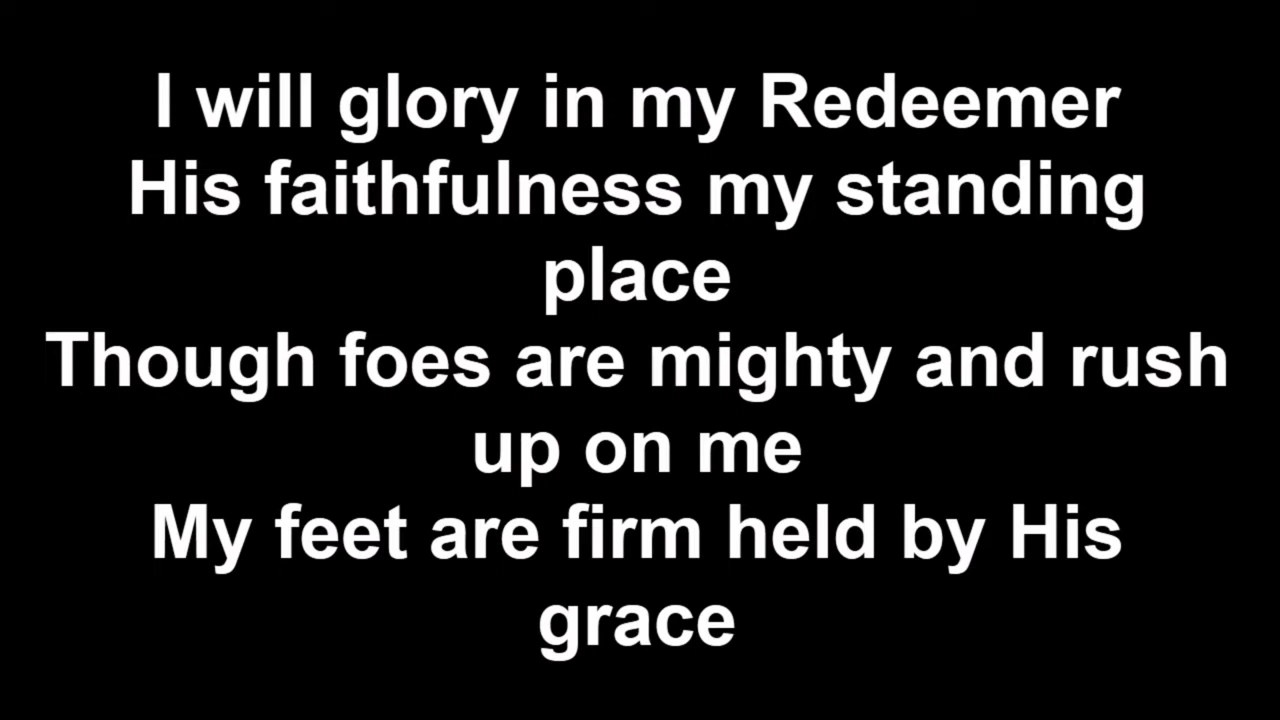 I will glory in my Redeemer
His faithfulness my standing
place
Though foes are mighty and rush
up on me
My feet are firm held by His
grace